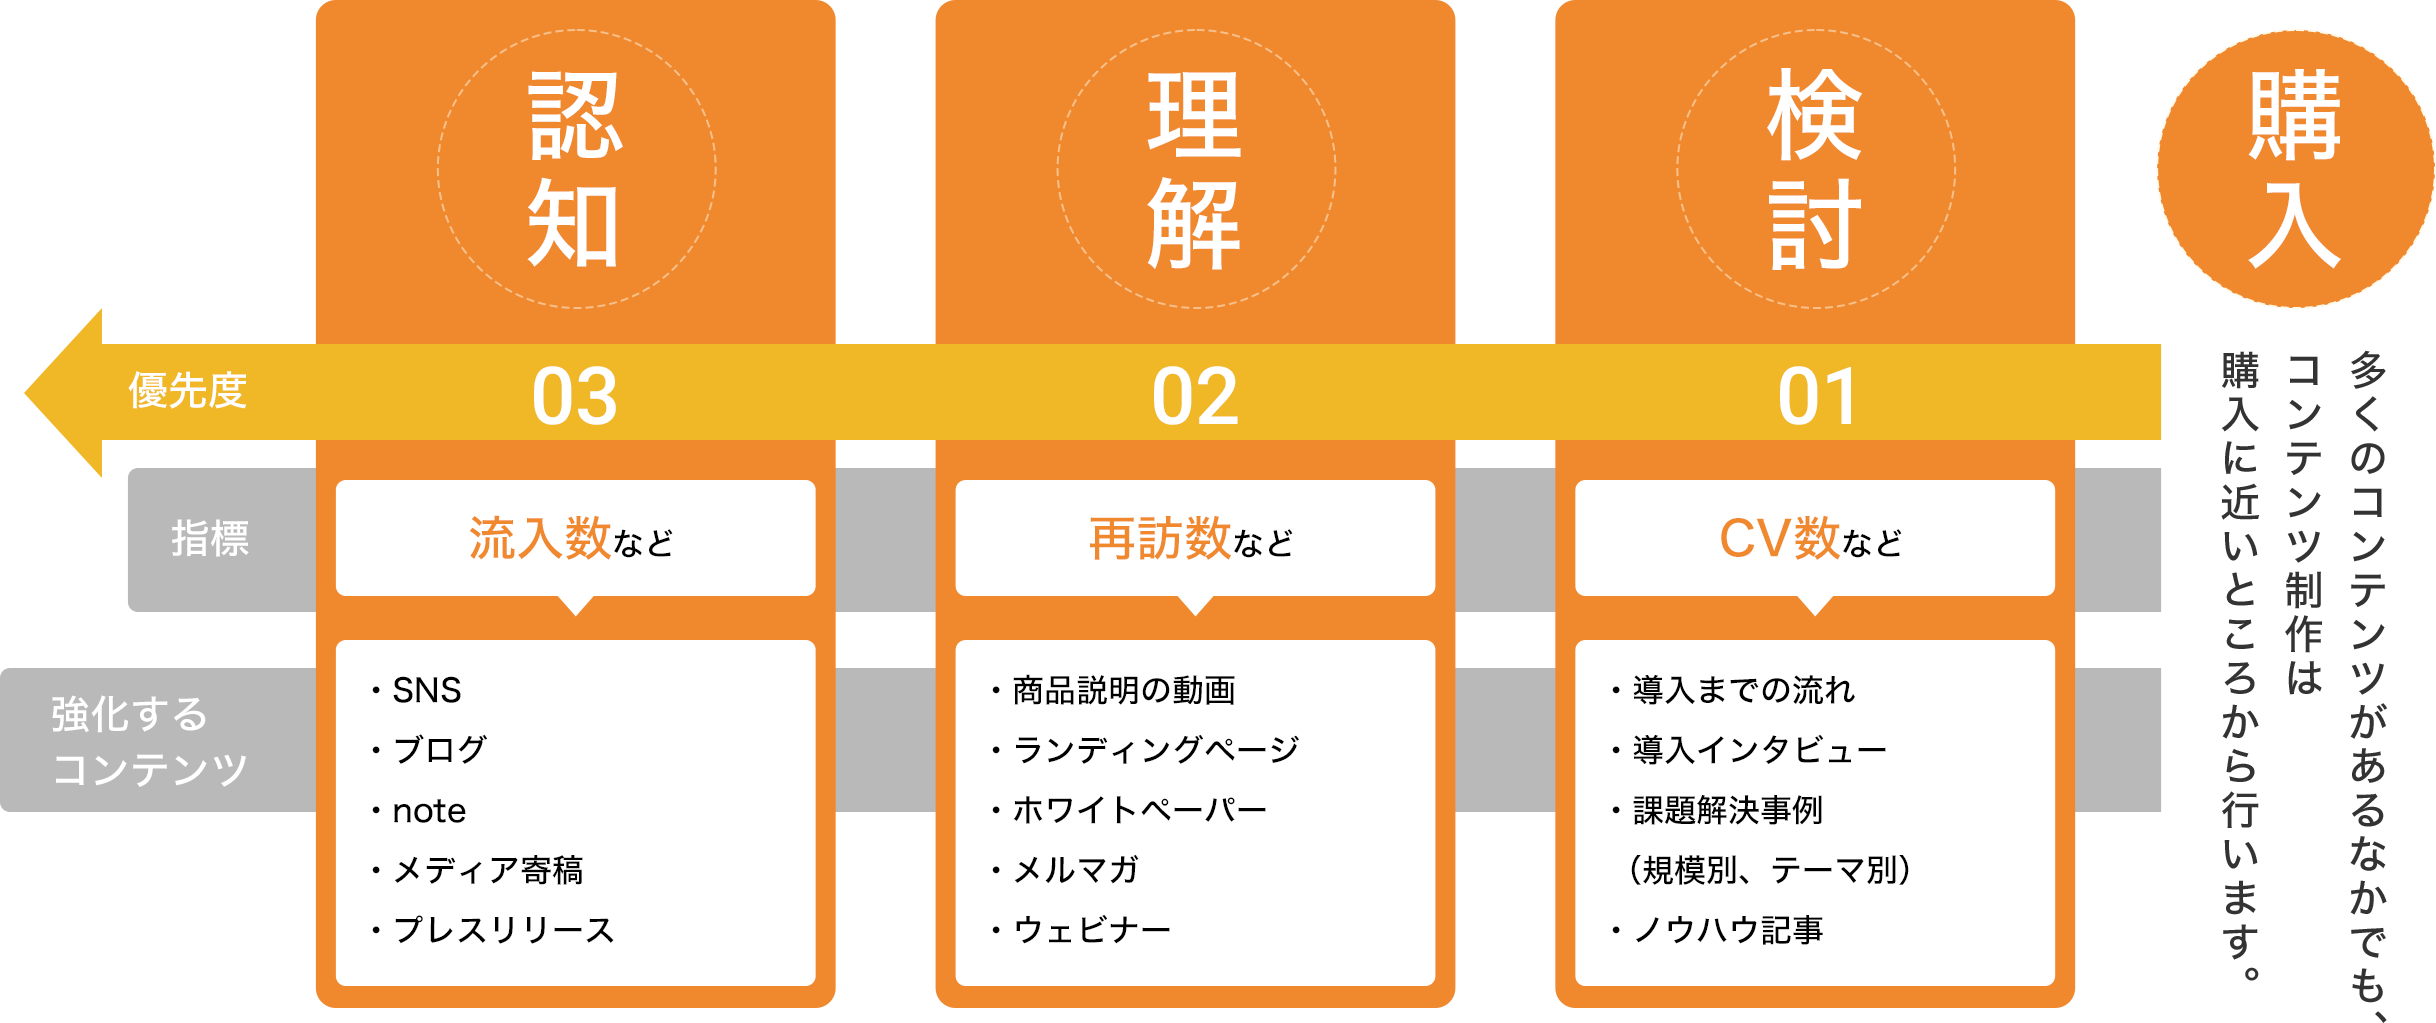 認知
理解
検討
購入
優先度
03
02
01
指標
流入数など
再訪数など
CV数など
強化する
コンテンツ
・SNS
・ブログ
・note
・メディア寄稿
・プレスリリース
・商品説明の動画
・ランディングページ
・ホワイトペーパー
・メルマガ
・ウェビナー
・導入までの流れ
・導入インタビュー
・課題解決事例
（規模別、テーマ別）
・ノウハウ記事
多くのコンテンツがあるなかでも、
コンテンツ制作は
購入に近いところから行います。